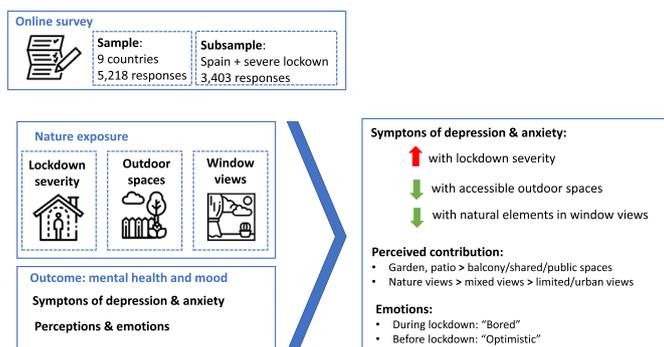 Online survey
Sample:
9 countries
5,218 responses
Subsample:
Spain + severe lockown
3,403 responses
Nature exposure
Lockdown
severity
Outdoor
spaces
Window
views
Outcome: mental health and mood
Symptoms of depression & anxiety
Perceptions & emotions
Symptoms of depression & anxiety:
with lockdown severity
with accessible outdoor spaces
with natural elements in window views
Perceived contribution:
• Garden, patio > balcony/shared/public spaces
• Nature views > mixed views > limited/urban views
Emotions:
• During lockdown: “Bored”
• Before lockdown: “Optimistic”